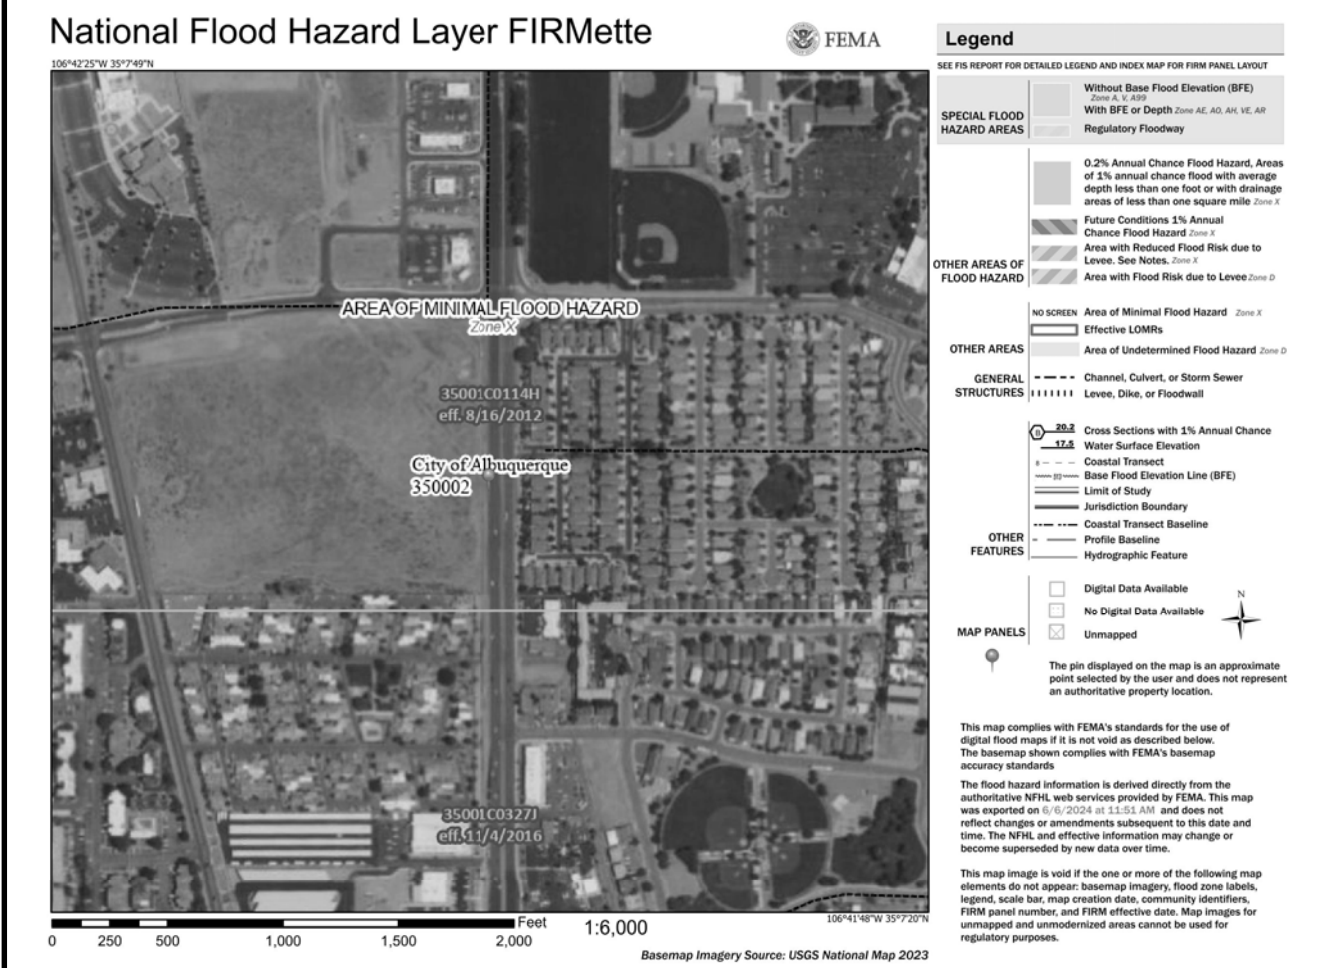 National Flood Hazard Layer FIRMette
FEMA
106°42'25"W 35°7'49"N
AREA OF MINIMAL FLOOD HAZARD
Zone X
35001C0114H
eff. 8/16/2012
City of Albuquerque
350002
35001C0327J
eff. 11/4/2016
106°41'48"W 35°7'20"N
Feet
1:6,000
0 250 500 1,000 1,500 2,000
Basemap Imagery Source: USGS National Map 2023
Legend
SEE FIS REPORT FOR DETAILED LEGEND AND INDEX MAP FOR FIRM PANEL LAYOUT
SPECIAL FLOOD
HAZARD AREAS
Without Base Flood Elevation (BFE)
Zone A, V, A99
With BFE or Depth Zone AE, AO, AH, VE, AR
Regulatory Floodway
OTHER AREAS OF
FLOOD HAZARD
0.2% Annual Chance Flood Hazard, Areas
of 1% annual chance flood with average
depth less than one foot or with drainage
areas of less than one square mile Zone X
Future Conditions 1% Annual
Chance Flood Hazard Zone X
Area with Reduced Flood Risk due to
Levee. See Notes. Zone X
Area with Flood Risk due to Levee Zone D
OTHER AREAS
NO SCREEN Area of Minimal Flood Hazard Zone X
Effective LOMRs
Area of Undetermined Flood Hazard Zone D
GENERAL
STRUCTURES
Channel, Culvert, or Storm Sewer
Levee, Dike, or Floodwall
OTHER
FEATURES
B 20.2 Cross Sections with 1% Annual Chance
17.5 Water Surface Elevation
8 Coastal Transect
513 Base Flood Elevation Line (BFE)
Limit of Study
Jurisdiction Boundary
Coastal Transect Baseline
Profile Baseline
Hydrographic Feature
MAP PANELS
Digital Data Available
No Digital Data Available
Unmapped
N
The pin displayed on the map is an approximate
point selected by the user and does not represent
an authoritative property location.
This map complies with FEMA's standards for the use of
digital flood maps if it is not void as described below.
The basemap shown complies with FEMA's basemap
accuracy standards
The flood hazard information is derived directly from the
authoritative NFHL web services provided by FEMA. This map
was exported on 6/6/2024 at 11:51 AM and does not
reflect changes or amendments subsequent to this date and
time. The NFHL and effective information may change or
become superseded by new data over time.
This map image is void if the one or more of the following map
elements do not appear: basemap imagery, flood zone labels,
legend, scale bar, map creation date, community identifiers,
FIRM panel number, and FIRM effective date. Map images for
unmapped and unmodernized areas cannot be used for
regulatory purposes.